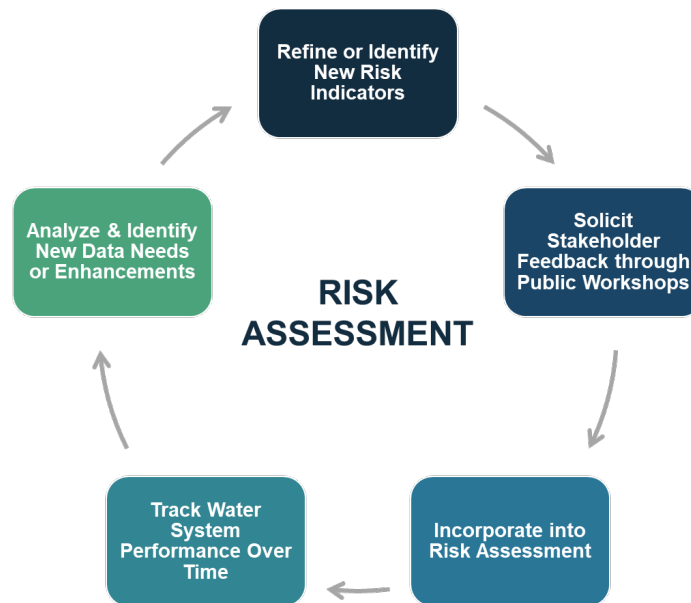 Refine or Identify
New Risk
Indicators
Solicit
Stakeholder
Feedback through
Public Workshops
Incorporate into
Risk Assessment
Track Water
System
Performance Over
Time
Analyze & Identify
New Data Needs
or Enhancements
RISK
ASSESSMENT